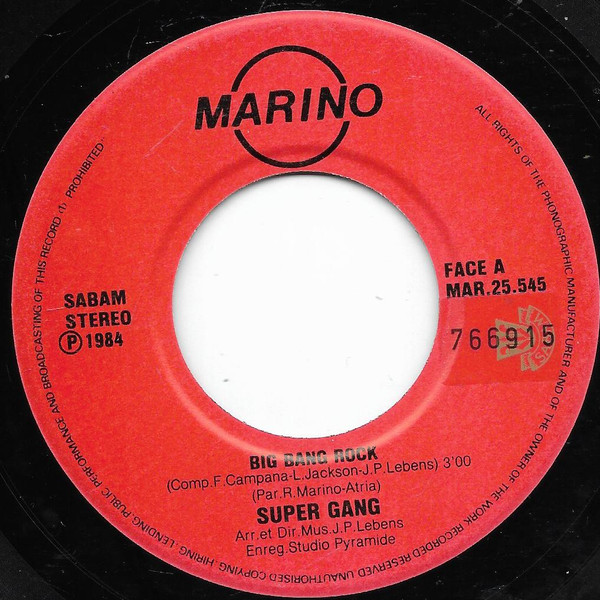 MARINO
ALL RIGHTS OF THE PHONOGRAPHIC MANUFACTURER AND OF THE OWNER OF THE WORK RECORDED RESERVED. UNAUTHORISED COPYING-HIRING-LENDING PUBLIC PERFORMANCE AND BROADCASTING OF THIS RECORD (1) PROHIBITED
SABAM
STEREO
Ⓟ 1984
FACE A
MAR.25.545
766915
BIG BANG ROCK
(Comp.F.Campana-L.Jackson-J.P.Lebens) 3'00
(Par.R.Marino-Atria)
SUPER GANG
Arr.et Dir.Mus.J.P.Lebens
Enreg.Studio Pyramide